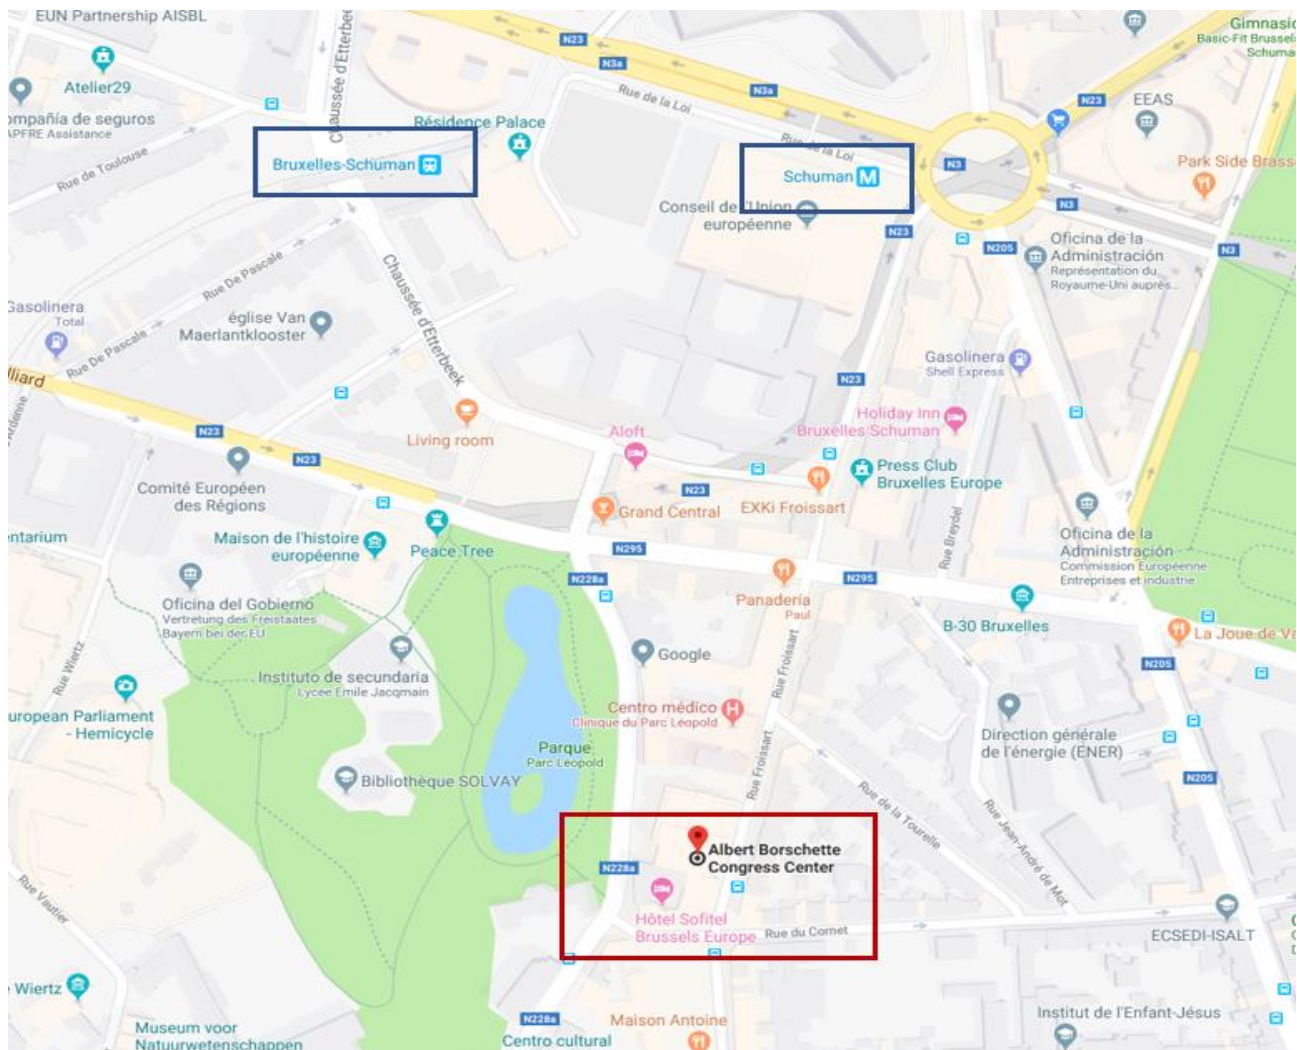 EUN Partnership AISBL
Chaussée d'Etterbeek
N23
Gimnasio
Basic-Fit Brussels
Schuman
Atelier29
N3a
N3a
Rue de la Loi
N23
EEAS
ompañía de seguros
APFRE Assistance
Résidence Palace
Rue de la Loi
Rue de Toulouse
Bruxelles-Schuman
Schuman
M
N3
Park Side Brass
Conseil de l'Union
européenne
N3
N23
N205
N3
Oficina de la
Administración
Représentation du
Royaume-Uni auprès...
Rue De Pascale
Chaussée d'Etterbeek
Gasolinera
Total
église Van
Maerlantklooster
Rue De Pascale
Gasolinera
Shell Express
lliard
N23
Ardenne
Holiday Inn
Bruxelles Schuman
N23
Living room
Aloft
N23
Press Club
Bruxelles Europe
Comité Européen
des Régions
N23
Grand Central
EXKi Froissart
entarium
Maison de l'histoire
européenne
Peace Tree
N295
Rue Breydel
Oficina de la
Administración
Commission Européenne
Entreprises et industrie
N228a
N295
Oficina del Gobierno
Vertretung des Freistaates
Bayern bei der EU
Panadería
Paul
B-30 Bruxelles
La Joue de Va
Rue Wiertz
Instituto de secundaria
Lycée Emile Jacqmain
Google
Rue Froissart
N205
uropean Parliament
- Hemicycle
Centro médico
Clinique du Parc Léopold
H
Direction générale
de l'énergie (ENER)
Parque
Parc Léopold
Bibliothèque SOLVAY
Rue Froissart
N205
Rue de la Tourelle
Rue Jean-André de Mot
Albert Borschette
Congress Center
N228a
Rue Vautier
Hôtel Sofitel
Brussels Europe
Rue du Cornet
ECSEDI-ISALT
Wiertz
N228a
Museum voor
Natuurwetenschappen
Maison Antoine
Centro cultural
Institut de l'Enfant-Jésus